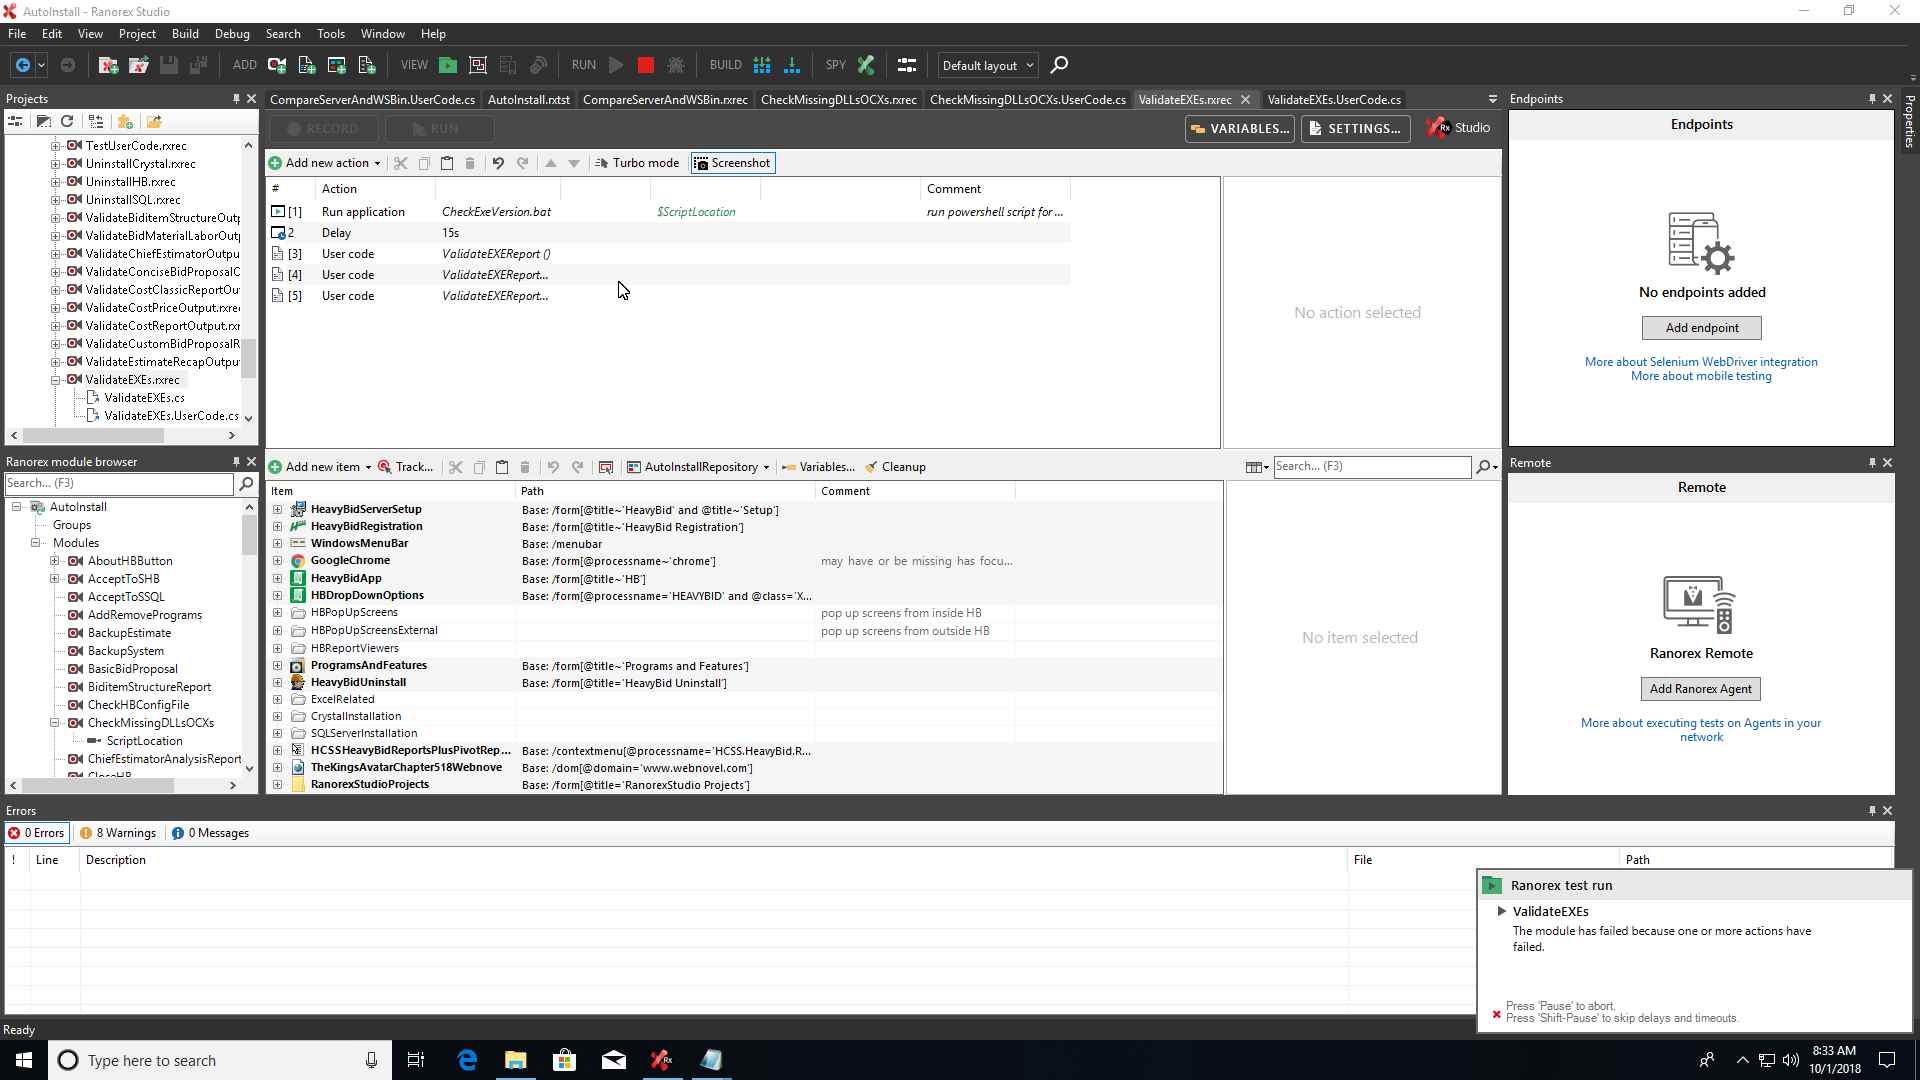 AutoInstall - Ranorex Studio
File Edit View Project Build Debug Search Tools Window Help
ADD VIEW RUN BUILD SPY Default layout
Projects
CompareServerAndWSBin.UserCode.cs AutoInstall.rxtst CompareServerAndWSBin.rxrec CheckMissingDLLsOCXs.rxrec CheckMissingDLLsOCXs.UserCode.cs ValidateEXEs.rxrec ValidateEXEs.UserCode.cs
RECORD RUN VARIABLES... SETTINGS... Rx Studio
Add new action Turbo mode Screenshot
# Action Comment
[1] Run application CheckExeVersion.bat $ScriptLocation run powershell script for ...
2 Delay 15s
[3] User code ValidateEXEReport ()
[4] User code ValidateEXEReport...
[5] User code ValidateEXEReport...
No action selected
TestUserCode.rxrec
UninstallCrystal.rxrec
UninstallHB.rxrec
UninstallSQL.rxrec
ValidateBiditemStructureOutp
ValidateBidMaterialLaborOutp
ValidateChiefEstimatorOutpu
ValidateConciseBidProposalC
ValidateCostClassicReportOu
ValidateCostPriceOutput.rxre
ValidateCostReportOutput.rxr
ValidateCustomBidProposalR
ValidateEstimateRecapOutpu
ValidateEXEs.rxrec
ValidateEXEs.cs
ValidateEXEs.UserCode.cs
Ranorex module browser
Search... (F3)
AutoInstall
Groups
Modules
AboutHBButton
AcceptToSHB
AcceptToSSQL
AddRemovePrograms
BackupEstimate
BackupSystem
BasicBidProposal
BiditemStructureReport
CheckHBConfigFile
CheckMissingDLLsOCXs
ScriptLocation
ChiefEstimatorAnalysisReport
CloseHB
Add new item Track... AutoInstallRepository Variables... Cleanup Search... (F3)
Item Path Comment
HeavyBidServerSetup Base: /form[@title~'HeavyBid' and @title~'Setup']
HeavyBidRegistration Base: /form[@title~'HeavyBid Registration']
WindowsMenuBar Base: /menubar
GoogleChrome Base: /form[@processname~'chrome'] may have or be missing has focu...
HeavyBidApp Base: /form[@title~'HB']
HBDropDownOptions Base: /form[@processname='HEAVYBID' and @class='X...
HBPopUpScreens pop up screens from inside HB
HBPopUpScreensExternal pop up screens from outside HB
HBReportViewers
ProgramsAndFeatures Base: /form[@title~'Programs and Features']
HeavyBidUninstall Base: /form[@title='HeavyBid Uninstall']
ExcelRelated
CrystalInstallation
SQLServerInstallation
HCSSHeavyBidReportsPlusPivotRep... Base: /contextmenu[@processname='HCSS.HeavyBid.R...
TheKingsAvatarChapter518Webnove Base: /dom[@domain='www.webnovel.com']
RanorexStudioProjects Base: /form[@title='RanorexStudio Projects']
No item selected
Endpoints
Endpoints
No endpoints added
Add endpoint
More about Selenium WebDriver integration
More about mobile testing
Properties
Remote
Remote
Ranorex Remote
Add Ranorex Agent
More about executing tests on Agents in your
network
Errors
0 Errors 8 Warnings 0 Messages
! Line Description File Path
Ranorex test run
ValidateEXEs
The module has failed because one or more actions have
failed.
Press 'Pause' to abort.
Press 'Shift-Pause' to skip delays and timeouts.
Ready
Type here to search
8:33 AM
10/1/2018